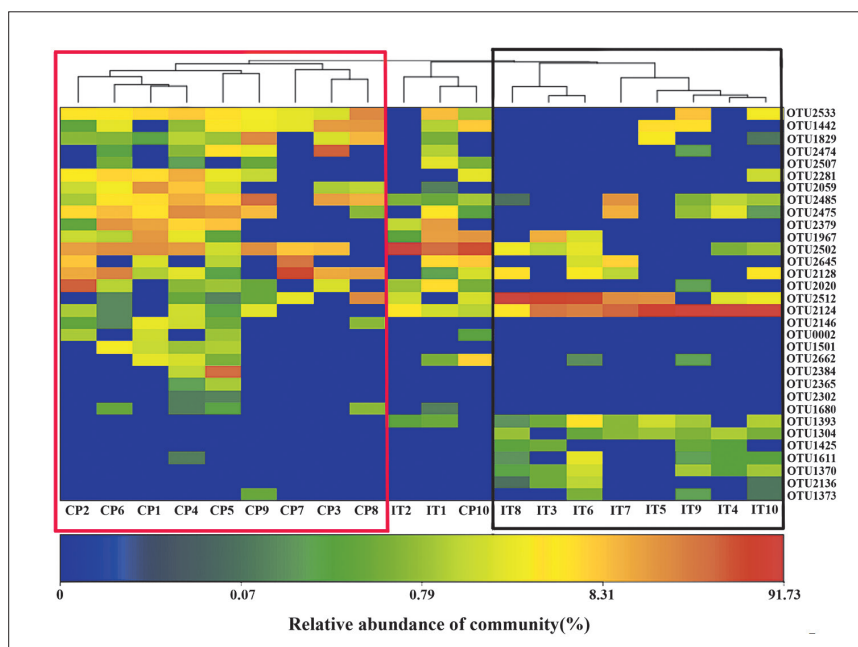 OTU2533
OTU1442
OTU1829
OTU2474
OTU2507
OTU2281
OTU2059
OTU2485
OTU2475
OTU2379
OTU1967
OTU2502
OTU2645
OTU2128
OTU2020
OTU2512
OTU2124
OTU2146
OTU0002
OTU1501
OTU2662
OTU2384
OTU2365
OTU2302
OTU1680
OTU1393
OTU1304
OTU1425
OTU1611
OTU1370
OTU2136
OTU1373
CP2 CP6 CP1 CP4 CP5 CP9 CP7 CP3 CP8 IT2 IT1 CP10 IT8 IT3 IT6 IT7 IT5 IT9 IT4 IT10
0 0.07 0.79 8.31 91.73
Relative abundance of community(%)